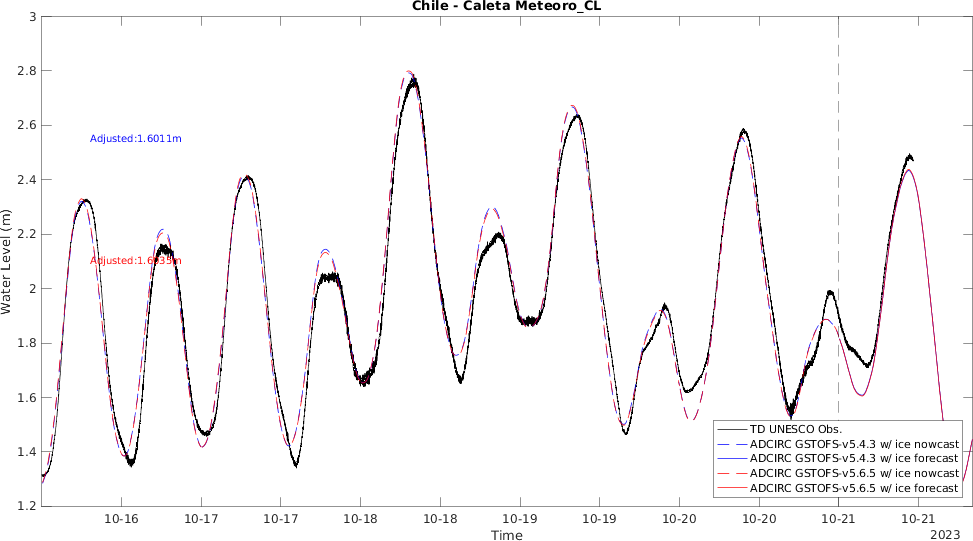 Chile - Caleta Meteoro_CL
3
2.8
2.6
2.4
2.2
2
1.8
1.6
1.4
1.2
Water Level (m)
Adjusted:1.6011m
Adjusted:1.6035m
TD UNESCO Obs.
ADCIRC GSTOFS-v5.4.3 w/ ice nowcast
ADCIRC GSTOFS-v5.4.3 w/ ice forecast
ADCIRC GSTOFS-v5.6.5 w/ ice nowcast
ADCIRC GSTOFS-v5.6.5 w/ ice forecast
10-16 10-17 10-17 10-18 10-18 10-19 10-19 10-20 10-20 10-21 10-21
Time
2023